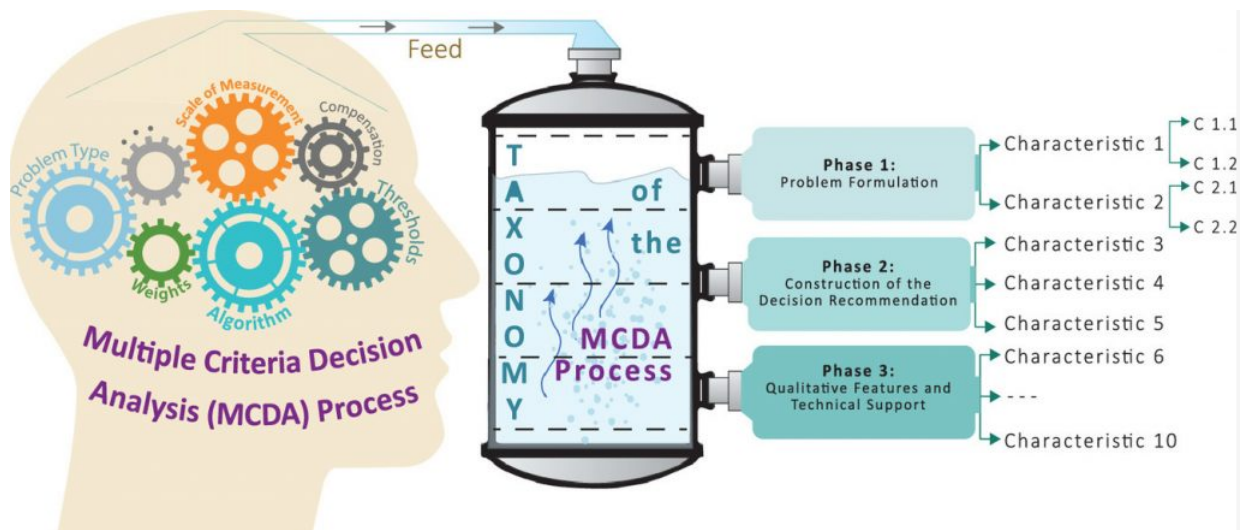 Feed
Problem Type
Scale of Measurement
Compensation
Thresholds
Weights
Algorithm
Multiple Criteria Decision
Analysis (MCDA) Process
TAXONOMY
of
the
MCDA
Process
Phase 1:
Problem Formulation
Characteristic 1
C 1.1
C 1.2
Characteristic 2
C 2.1
C 2.2
Phase 2:
Construction of the
Decision Recommendation
Characteristic 3
Characteristic 4
Characteristic 5
Phase 3:
Qualitative Features and
Technical Support
Characteristic 6
- - -
Characteristic 10